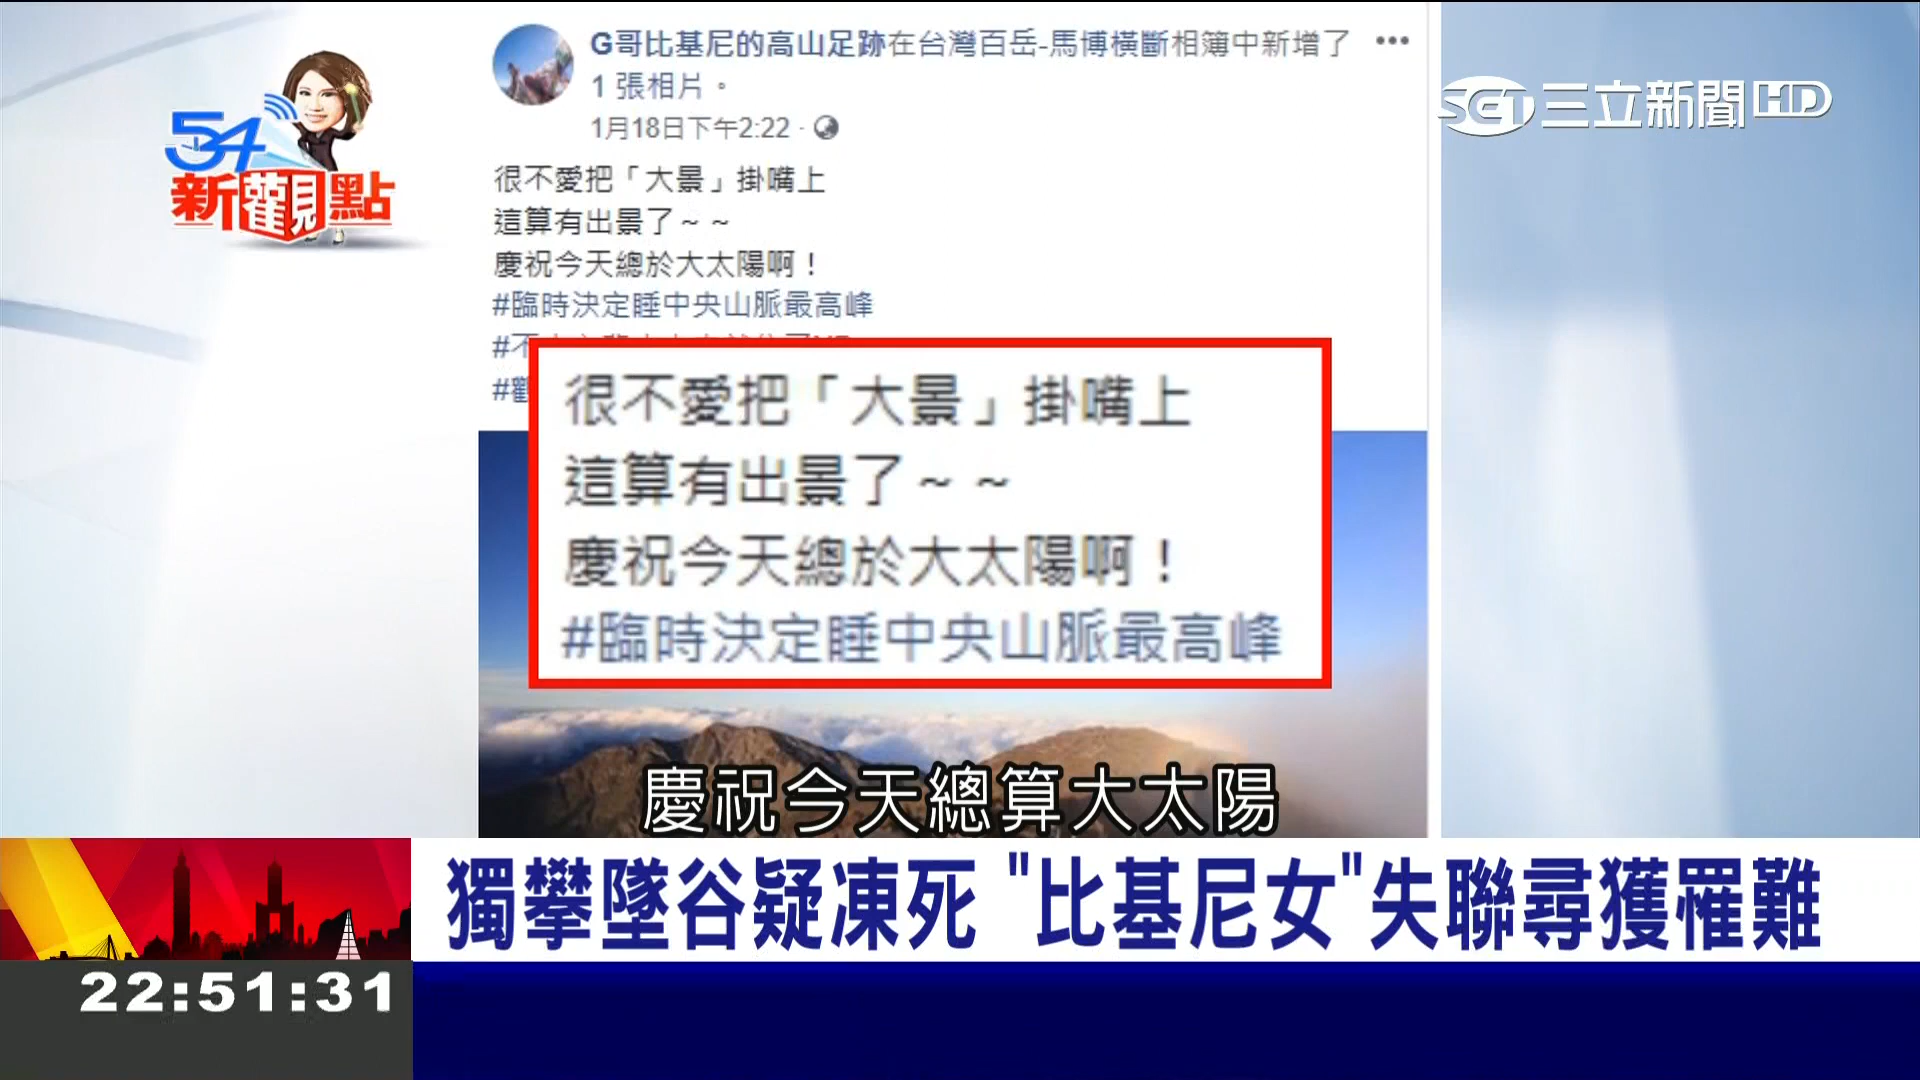 G哥比基尼的高山足跡在台灣百岳-馬博橫斷相簿中新增了
1 張相片。
1月18日下午2:22 ·
54
新觀點
SET三立新聞HD
很不愛把「大景」掛嘴上
這算有出景了~ ~
慶祝今天總於大太陽啊！
#臨時決定睡中央山脈最高峰
很不愛把「大景」掛嘴上
這算有出景了~ ~
慶祝今天總於大太陽啊！
#臨時決定睡中央山脈最高峰
慶祝今天總算大太陽
獨攀墜谷疑凍死 "比基尼女"失聯尋獲罹難
22:51:31